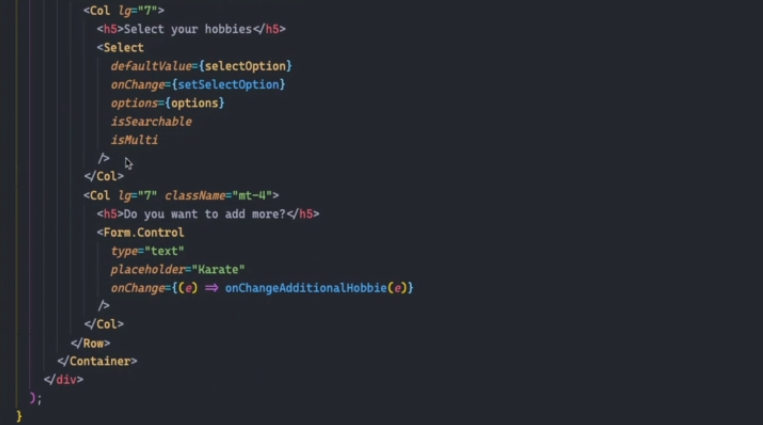 <Col lg="7">
<h5>Select your hobbies</h5>
<Select
defaultValue={selectOption}
onChange={setSelectOption}
options={options}
isSearchable
isMulti
/>
</Col>
<Col lg="7" className="mt-4">
<h5>Do you want to add more?</h5>
<Form.Control
type="text"
placeholder="Karate"
onChange={(e) => onChangeAdditionalHobbie(e)}
/>
</Col>
</Row>
</Container>
</div>
);
}